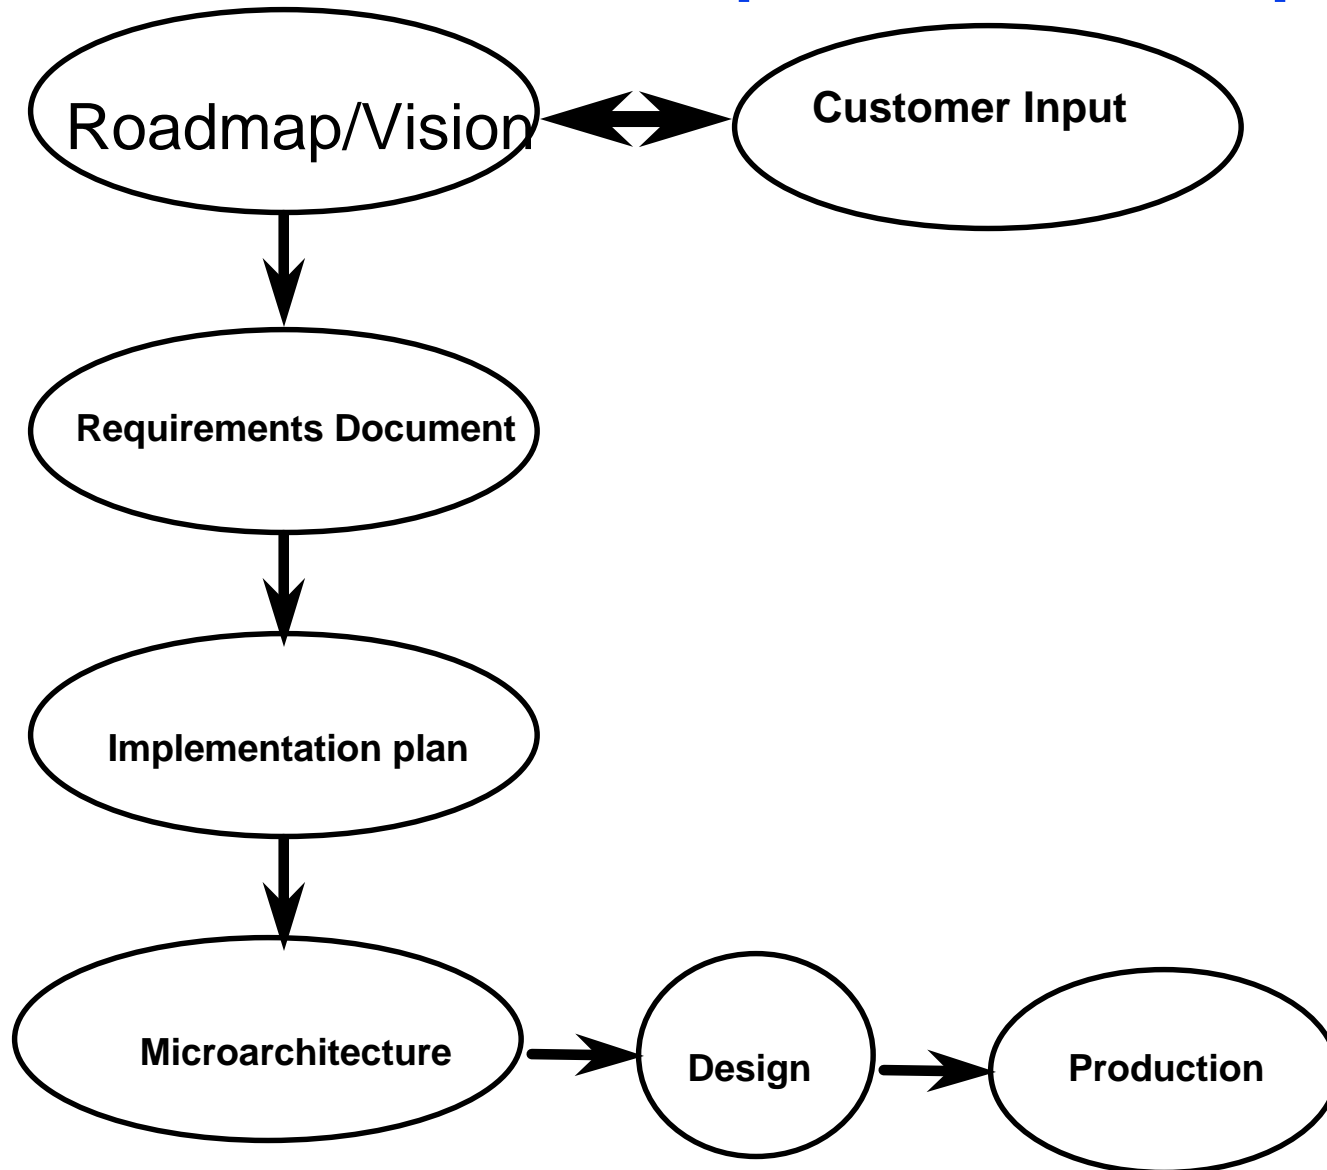 Roadmap/Vision
Customer Input
Requirements Document
Implementation plan
Microarchitecture
Design
Production